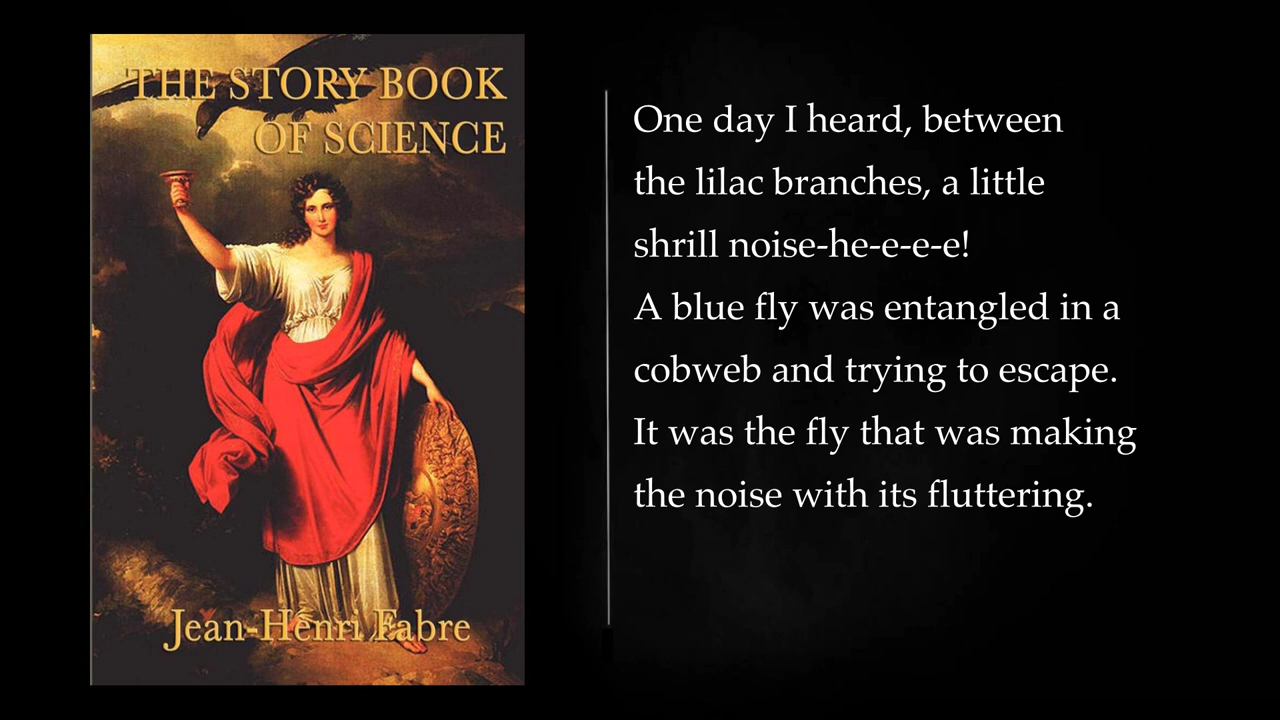 THE STORY BOOK
OF SCIENCE
Jean-Henri Fabre
One day I heard, between
the lilac branches, a little
shrill noise-he-e-e-e!
A blue fly was entangled in a
cobweb and trying to escape.
It was the fly that was making
the noise with its fluttering.